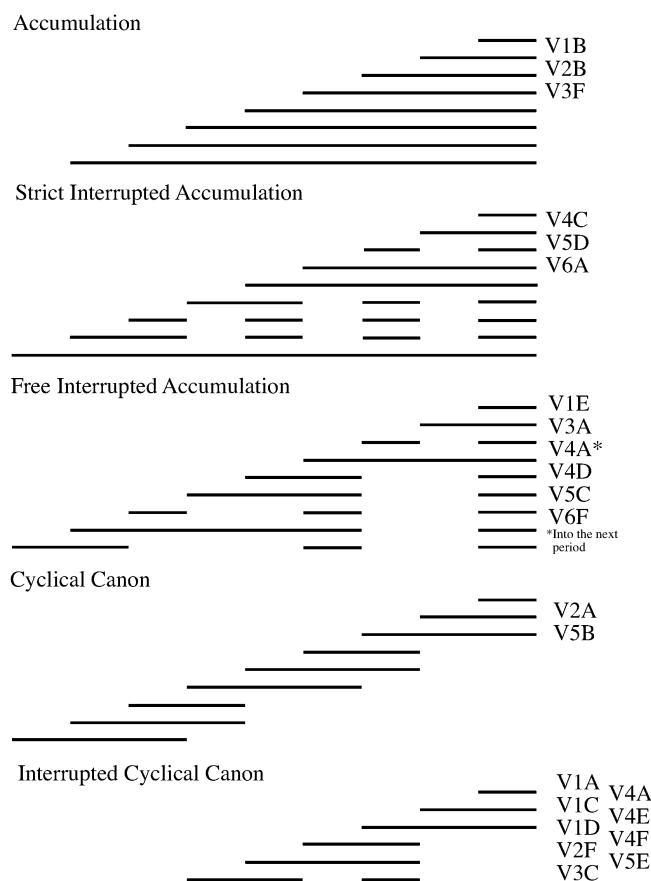 Accumulation
V1B
V2B
V3F
Strict Interrupted Accumulation
V4C
V5D
V6A
Free Interrupted Accumulation
V1E
V3A
V4A*
V4D
V5C
V6F
*Into the next
period
Cyclical Canon
V2A
V5B
Interrupted Cyclical Canon
V1A
V4A
V1C
V4E
V1D
V4F
V2F
V5E
V3C